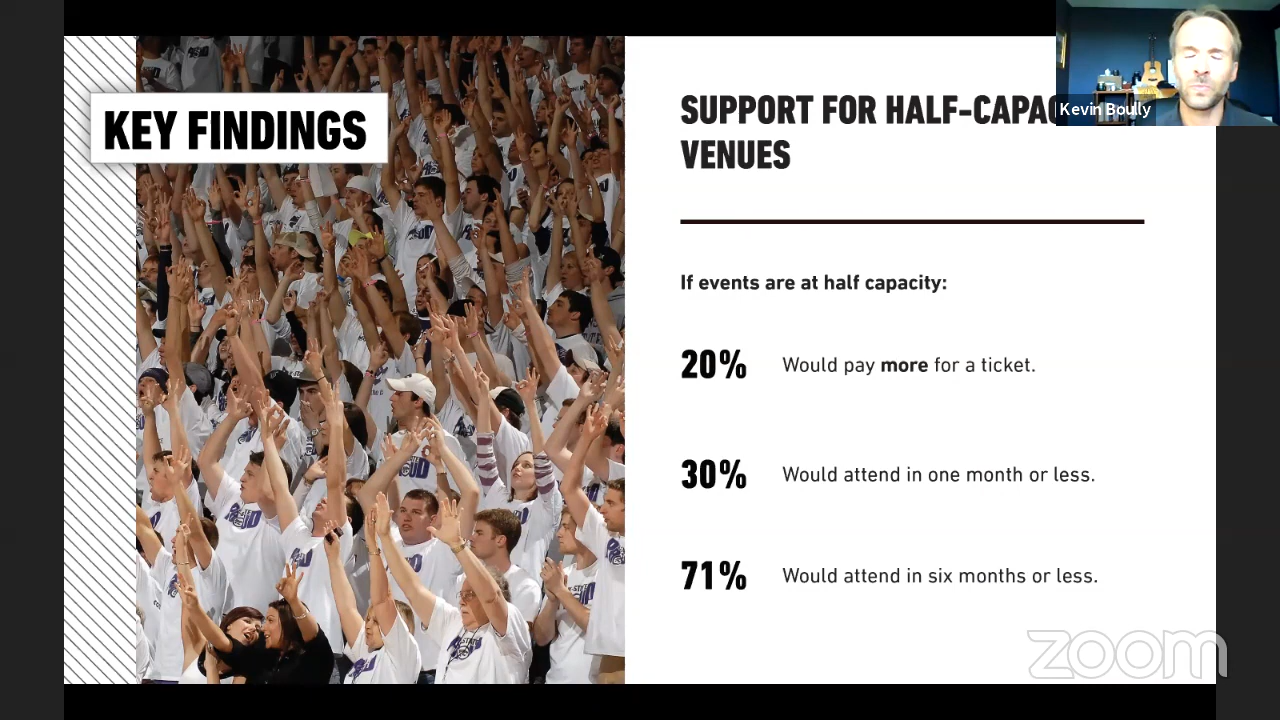 KEY FINDINGS
SUPPORT FOR HALF-CAPAC
VENUES
Kevin Boully
If events are at half capacity:
20% Would pay more for a ticket.
30% Would attend in one month or less.
71% Would attend in six months or less.
zoom